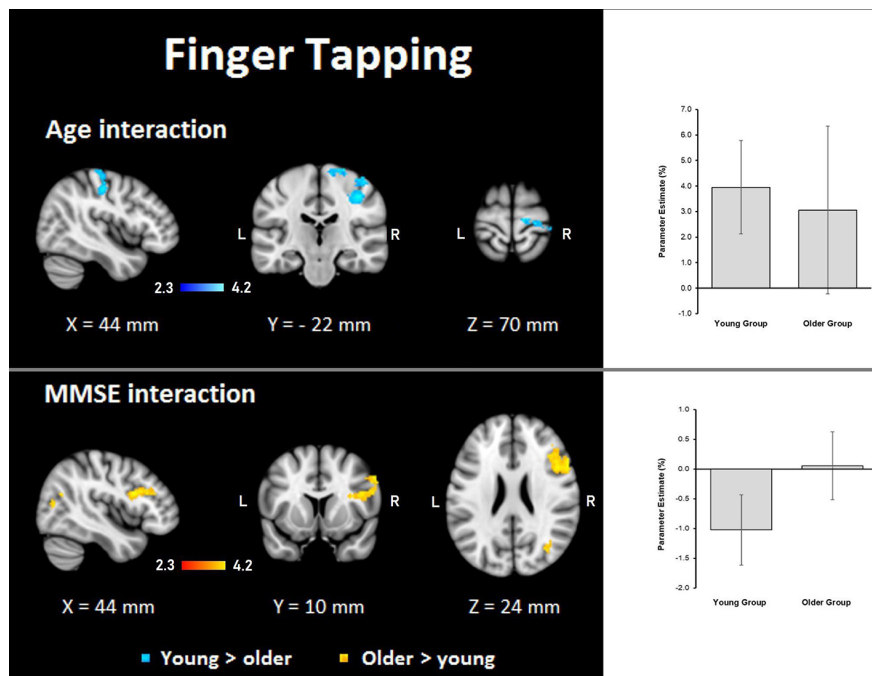 Finger Tapping
Age interaction
L R L R
2.3 4.2
X = 44 mm Y = - 22 mm Z = 70 mm
7.0
6.0
5.0
4.0
3.0
2.0
1.0
0.0
-1.0
Parameter Estimate (%)
Young Group Older Group
MMSE interaction
L R L R
2.3 4.2
X = 44 mm Y = 10 mm Z = 24 mm
Young > older Older > young
1.0
0.5
0.0
-0.5
-1.0
-1.5
-2.0
Parameter Estimate (%)
Young Group Older Group